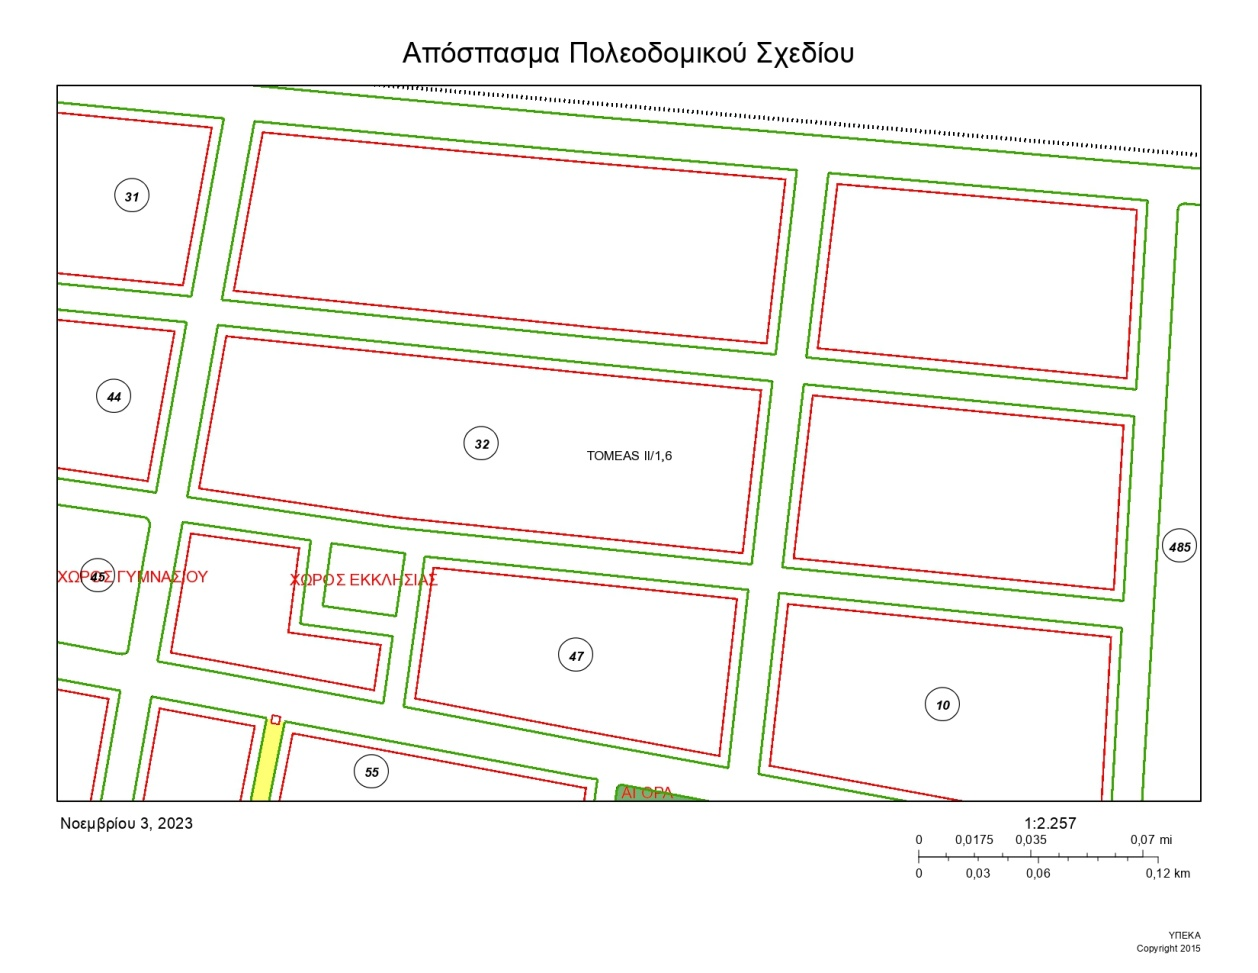 Απόσπασμα Πολεοδομικού Σχεδίου
31
44
32
TOMEAS II/1,6
485
45
ΧΩΡΟΣ ΓΥΜΝΑΣΙΟΥ
ΧΩΡΟΣ ΕΚΚΛΗΣΙΑΣ
47
10
55
ΑΓΟΡΑ
Νοεμβρίου 3, 2023
1:2.257
0 0,0175 0,035 0,07 mi
0 0,03 0,06 0,12 km
ΥΠΕΚΑ
Copyright 2015